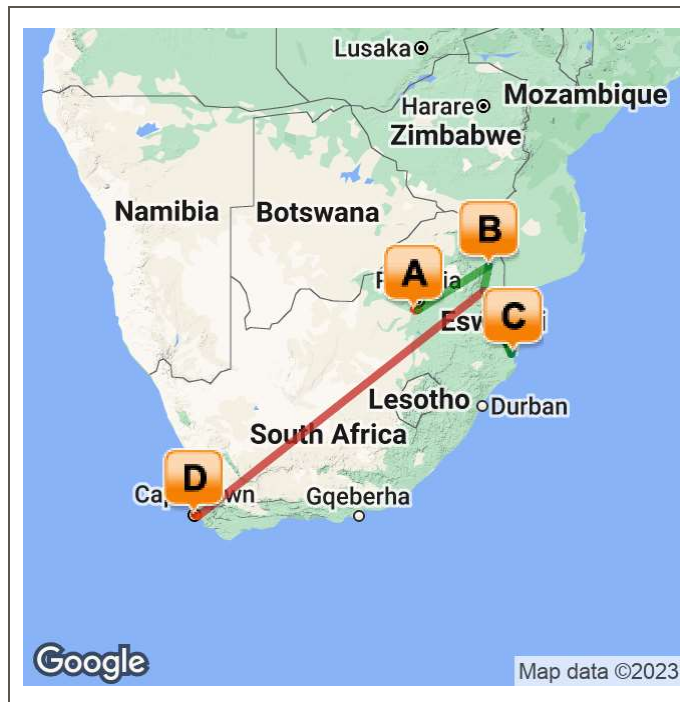 Lusaka
Harare
Mozambique
Zimbabwe
Namibia
Botswana
B
A
C
Lesotho
Durban
South Africa
D
Gqeberha
Google
Map data ©2023